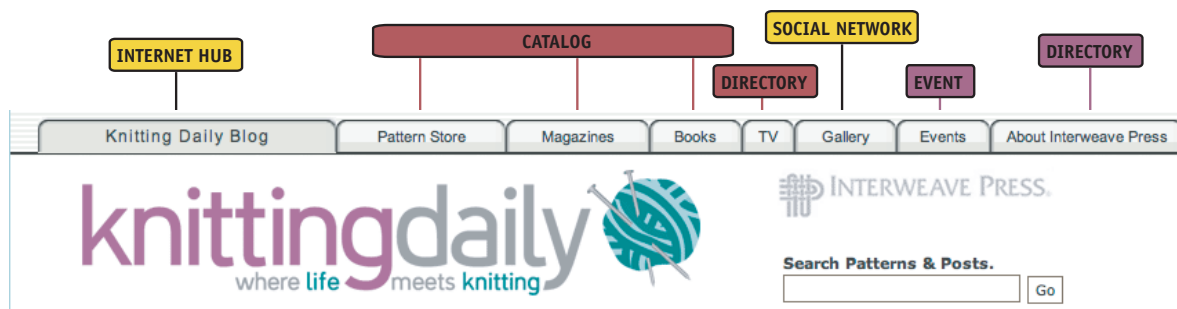 INTERNET HUB
CATALOG
SOCIAL NETWORK
DIRECTORY
DIRECTORY
EVENT
Knitting Daily Blog Pattern Store Magazines Books TV Gallery Events About Interweave Press
knittingdaily
where life meets knitting
INTERWEAVE PRESS.
Search Patterns & Posts.
Go